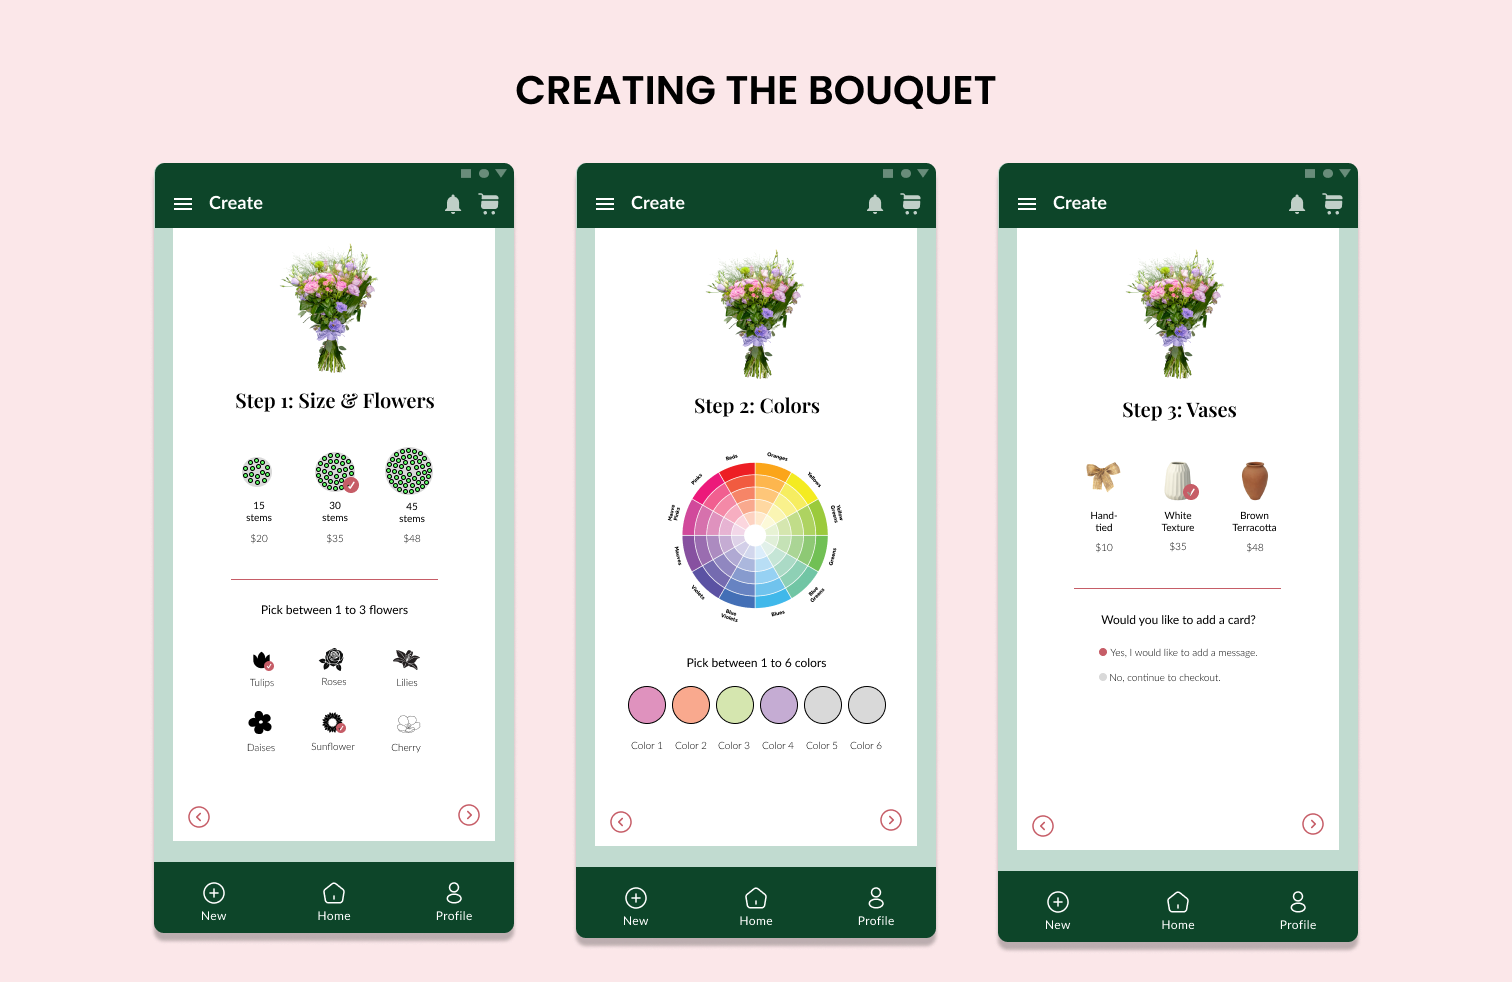 CREATING THE BOUQUET
Create
Step 1: Size & Flowers
15
stems
$20
30
stems
$35
45
stems
$48
Pick between 1 to 3 flowers
Tulips
Roses
Lilies
Daises
Sunflower
Cherry
New
Home
Profile
Create
Step 2: Colors
Reds
Oranges
Yellows
Yellow
Greens
Greens
Blue
Greens
Blues
Blue
Violets
Violets
Mauves
Mauve
Pinks
Pinks
Pick between 1 to 6 colors
Color 1
Color 2
Color 3
Color 4
Color 5
Color 6
New
Home
Profile
Create
Step 3: Vases
Hand-
tied
$10
White
Texture
$35
Brown
Terracotta
$48
Would you like to add a card?
Yes, I would like to add a message.
No, continue to checkout.
New
Home
Profile